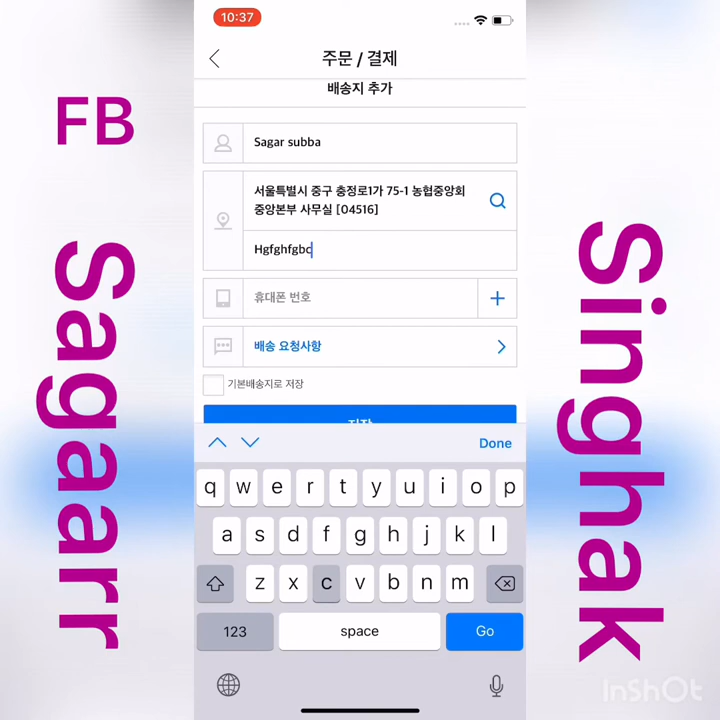 10:37
주문 / 결제
배송지 추가
FB
Sagaarr
Singhak
Sagar subba
서울특별시 중구 충정로1가 75-1 농협중앙회
중앙본부 사무실 [04516]
Hgfghfgbc
휴대폰 번호
배송 요청사항
기본배송지로 저장
저장
Done
q w e r t y u i o p
a s d f g h j k l
z x c v b n m
123 space Go
InShOt